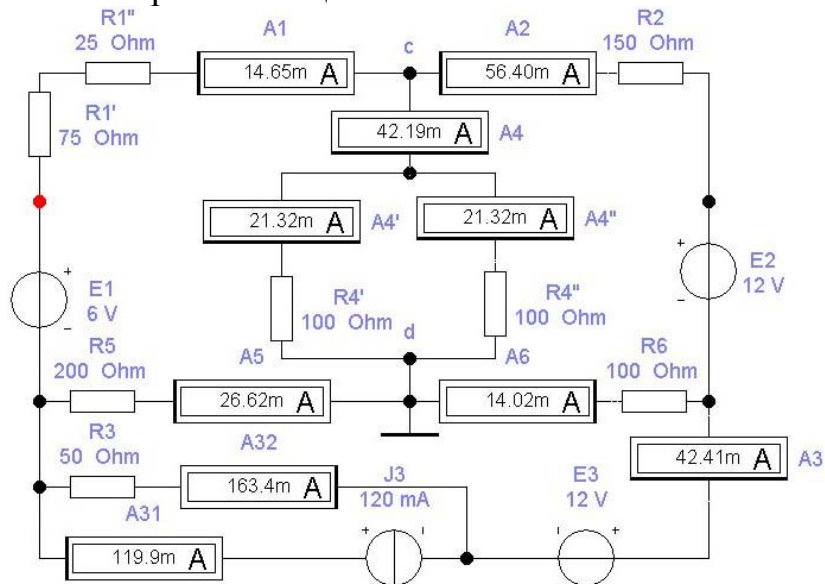 R1"
25 Ohm
A1
14.65m A
c
A2
56.40m A
R2
150 Ohm
R1'
75 Ohm
42.19m A
A4
21.32m A
A4'
21.32m A
A4"
+
E1
6 V
-
R4'
100 Ohm
R4"
100 Ohm
+
E2
12 V
-
d
R5
200 Ohm
A5
26.62m A
A6
14.02m A
R6
100 Ohm
R3
50 Ohm
A32
163.4m A
42.41m A
A3
A31
119.9m A
J3
120 mA
+ -
E3
12 V
- +